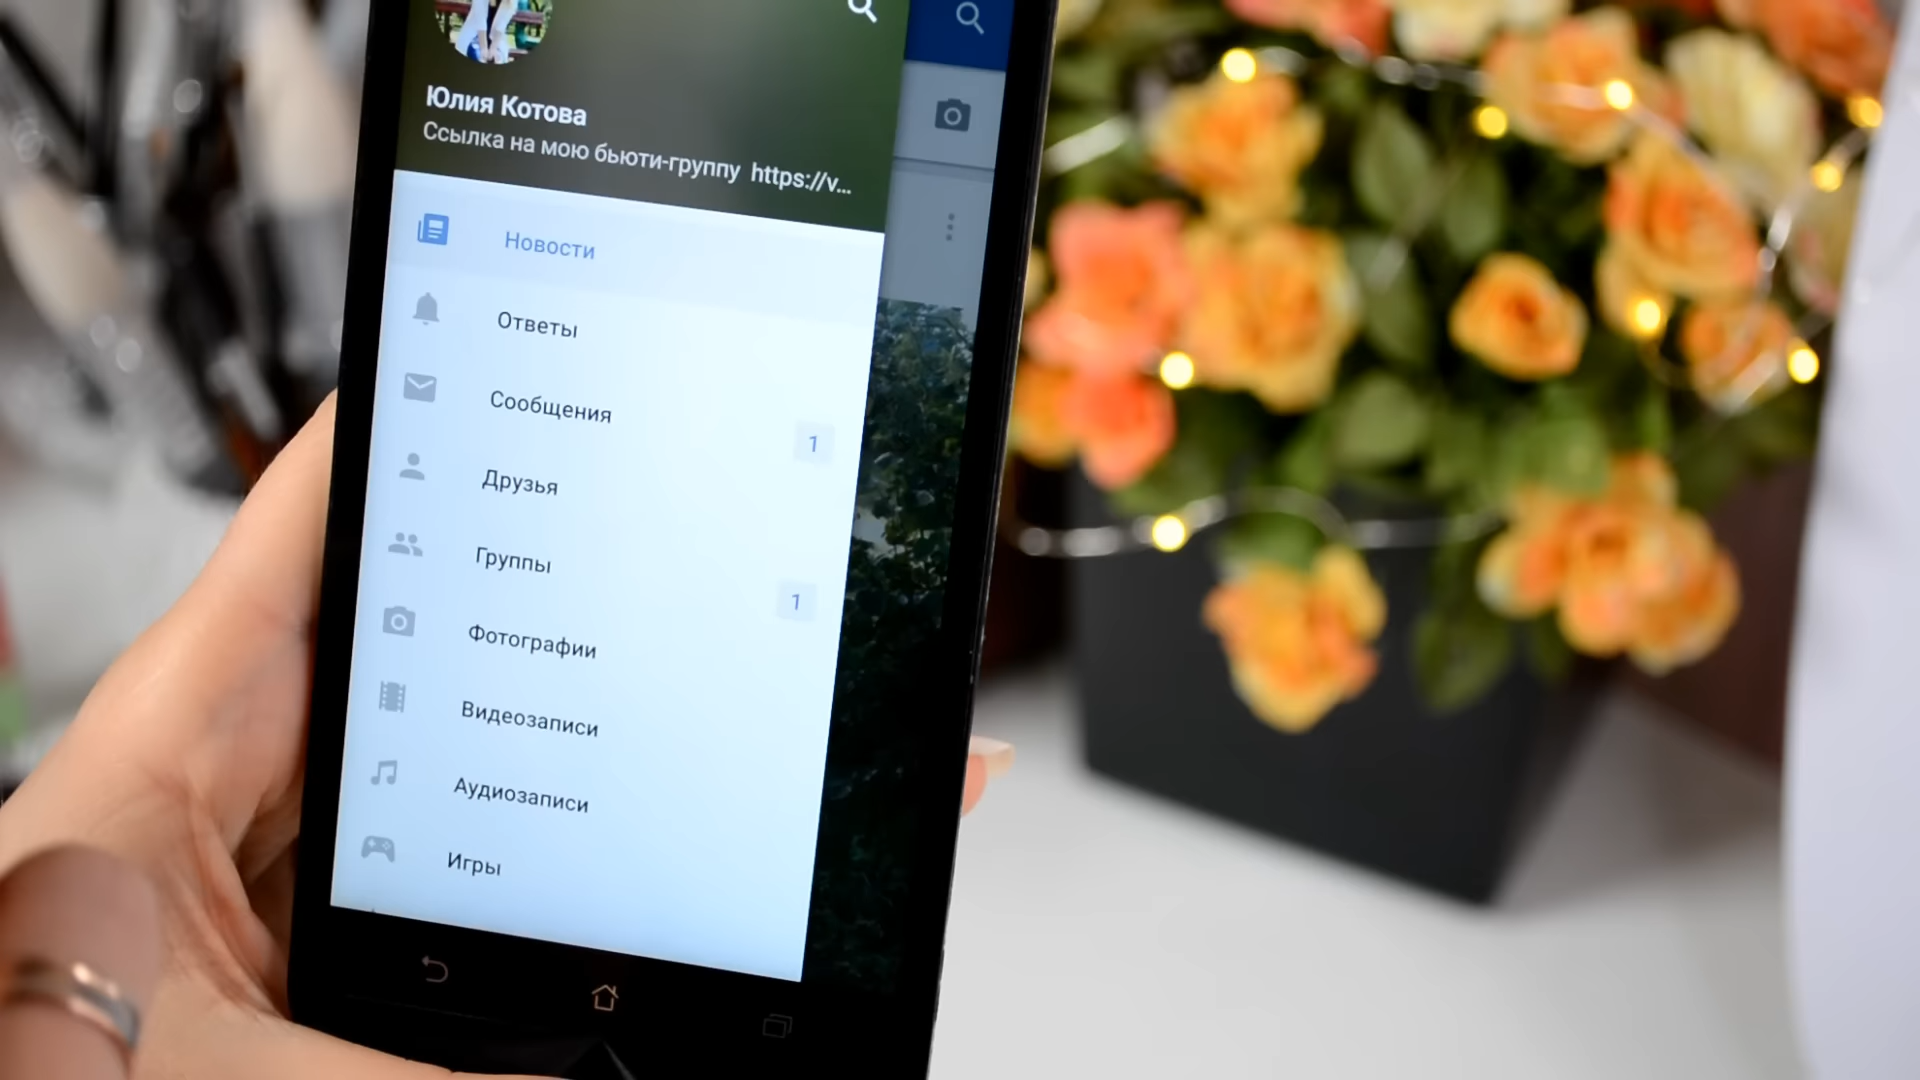 Юлия Котова
Ссылка на мою бьюти-группу https://v...
Новости
Ответы
Сообщения
1
Друзья
Группы
1
Фотографии
Видеозаписи
Аудиозаписи
Игры